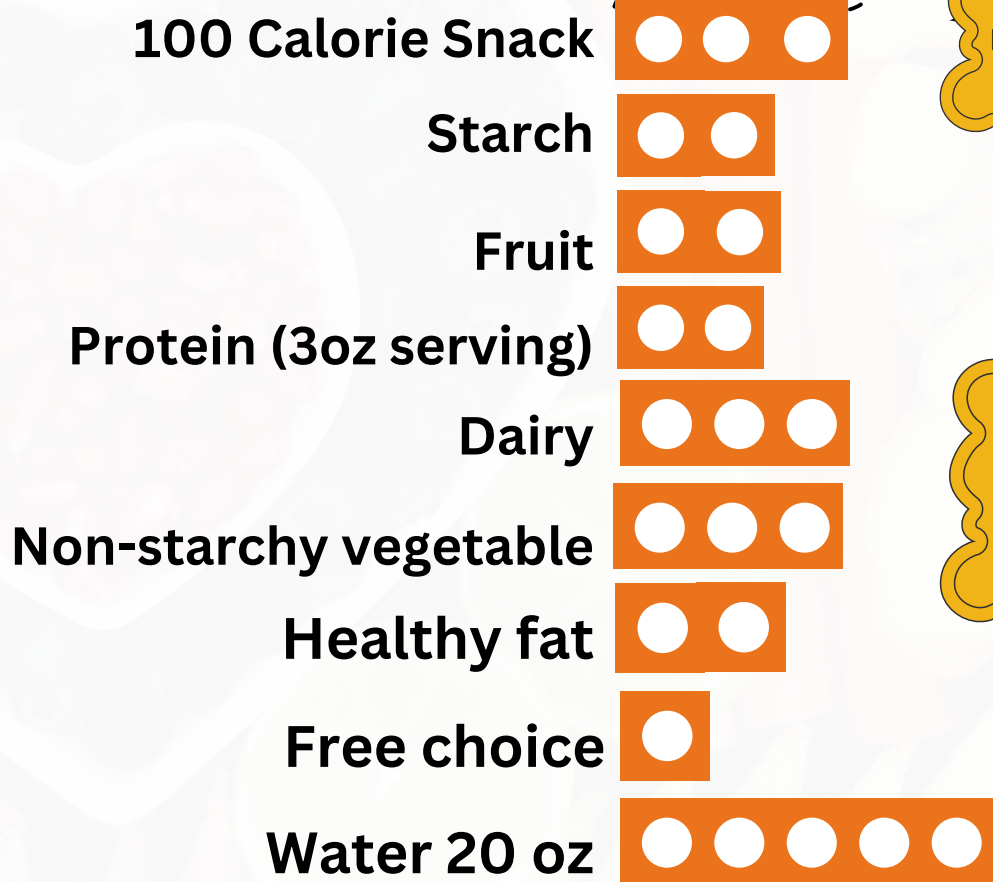 100 Calorie Snack
Starch
Fruit
Protein (3oz serving)
Dairy
Non-starchy vegetable
Healthy fat
Free choice
Water 20 oz